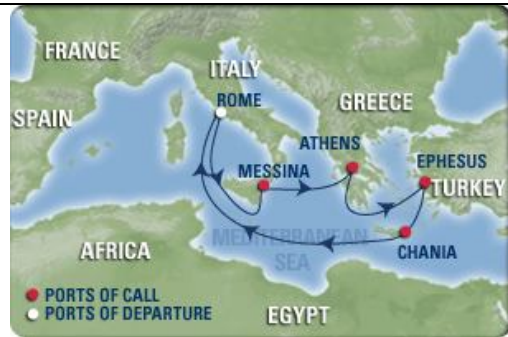 FRANCE
ITALY
ROME
SPAIN
GREECE
ATHENS
MESSINA
EPHESUS
TURKEY
MEDITERRANEAN
SEA
CHANIA
AFRICA
EGYPT
PORTS OF CALL
PORTS OF DEPARTURE